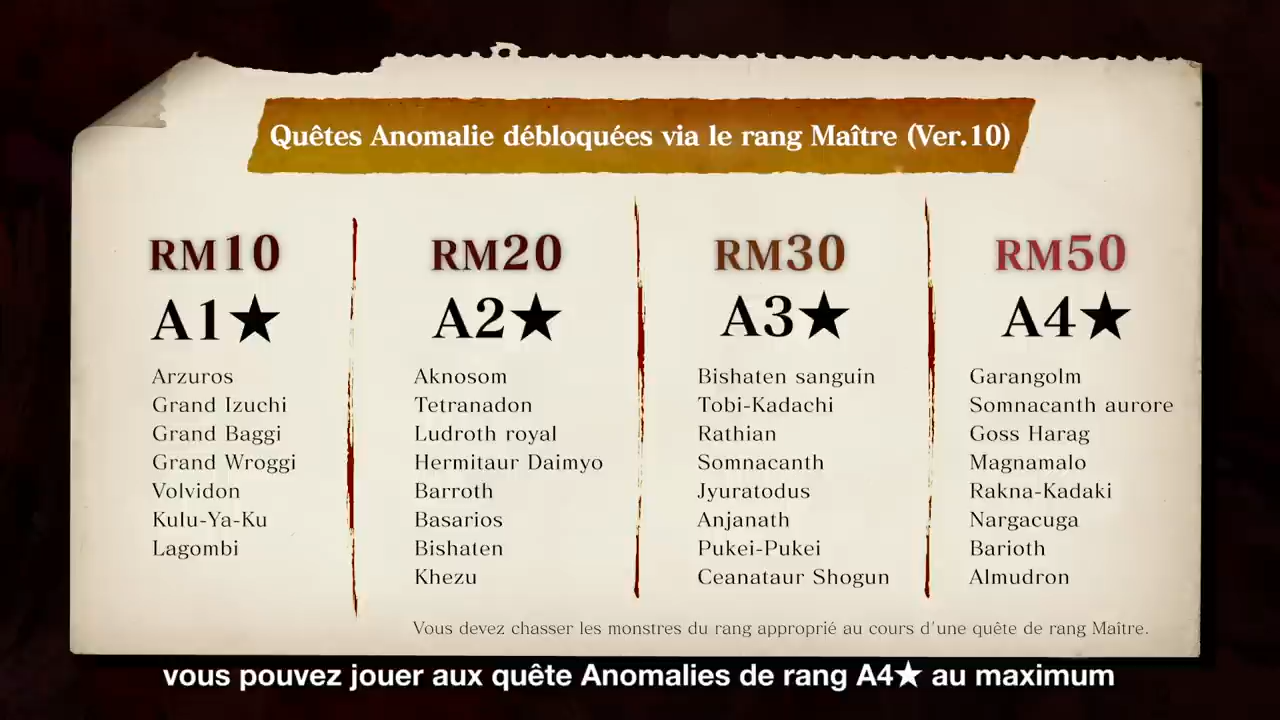 Quêtes Anomalie débloquées via le rang Maître (Ver.10)
RM10
A1★
Arzuros
Grand Izuchi
Grand Baggi
Grand Wroggi
Volvidon
Kulu-Ya-Ku
Lagombi
RM20
A2★
Aknosom
Tetranadon
Ludroth royal
Hermitaur Daimyo
Barroth
Basarios
Bishaten
Khezu
RM30
A3★
Bishaten sanguin
Tobi-Kadachi
Rathian
Somnacanth
Jyuratodus
Anjanath
Pukei-Pukei
Ceanataur Shogun
RM50
A4★
Garangolm
Somnacanth aurore
Goss Harag
Magnamalo
Rakna-Kadaki
Nargacuga
Barioth
Almudron
Vous devez chasser les monstres du rang approprié au cours d'une quête de rang Maître.
vous pouvez jouer aux quête Anomalies de rang A4★ au maximum